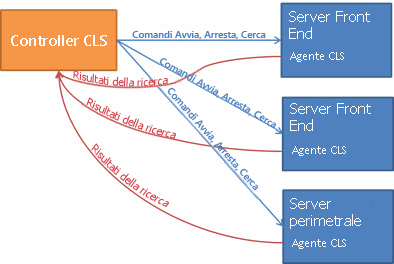 Controller CLS
Comandi Avvia, Arresta, Cerca
Server Front
End
Agente CLS
Risultati della ricerca
Comandi Avvia, Arresta, Cerca
Server Front
End
Agente CLS
Risultati della ricerca
Comandi Avvia, Arresta, Cerca
Server
perimetrale
Agente CLS
Risultati della ricerca